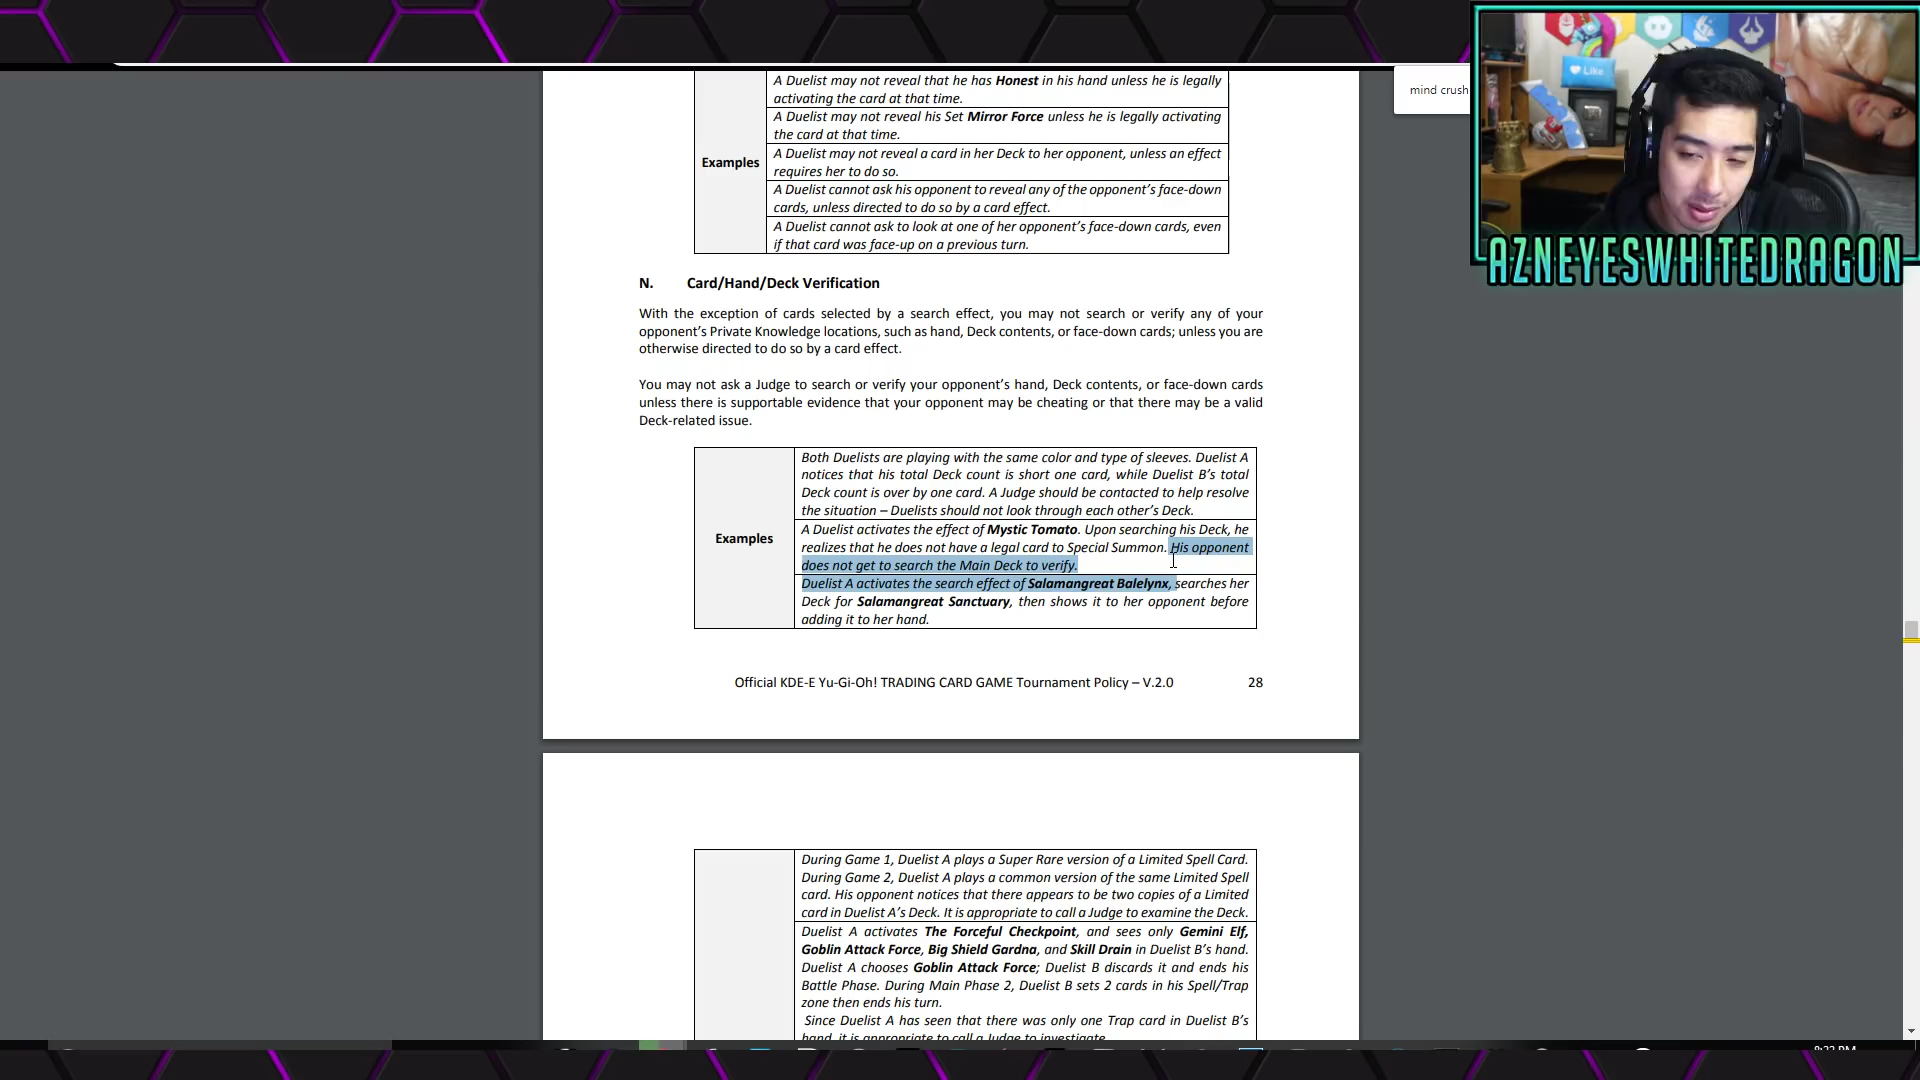 A Duelist may not reveal that he has Honest in his hand unless he is legally
activating the card at that time.
A Duelist may not reveal his Set Mirror Force unless he is legally activating
the card at that time.
Examples
A Duelist may not reveal a card in her Deck to her opponent, unless an effect
requires her to do so.
A Duelist cannot ask his opponent to reveal any of the opponent's face-down
cards, unless directed to do so by a card effect.
A Duelist cannot ask to look at one of her opponent's face-down cards, even
if that card was face-up on a previous turn.
mind crush
Like
AZNEYESWHITEDRAGON
N. Card/Hand/Deck Verification
With the exception of cards selected by a search effect, you may not search or verify any of your
opponent's Private Knowledge locations, such as hand, Deck contents, or face-down cards; unless you are
otherwise directed to do so by a card effect.
You may not ask a Judge to search or verify your opponent's hand, Deck contents, or face-down cards
unless there is supportable evidence that your opponent may be cheating or that there may be a valid
Deck-related issue.
Examples
Both Duelists are playing with the same color and type of sleeves. Duelist A
notices that his total Deck count is short one card, while Duelist B's total
Deck count is over by one card. A Judge should be contacted to help resolve
the situation – Duelists should not look through each other's Deck.
A Duelist activates the effect of Mystic Tomato. Upon searching his Deck, he
realizes that he does not have a legal card to Special Summon. His opponent
does not get to search the Main Deck to verify.
Duelist A activates the search effect of Salamangreat Balelynx, searches her
Deck for Salamangreat Sanctuary, then shows it to her opponent before
adding it to her hand.
Official KDE-E Yu-Gi-Oh! TRADING CARD GAME Tournament Policy – V.2.0 28
During Game 1, Duelist A plays a Super Rare version of a Limited Spell Card.
During Game 2, Duelist A plays a common version of the same Limited Spell
card. His opponent notices that there appears to be two copies of a Limited
card in Duelist A's Deck. It is appropriate to call a Judge to examine the Deck.
Duelist A activates The Forceful Checkpoint, and sees only Gemini Elf,
Goblin Attack Force, Big Shield Gardna, and Skill Drain in Duelist B's hand.
Duelist A chooses Goblin Attack Force; Duelist B discards it and ends his
Battle Phase. During Main Phase 2, Duelist B sets 2 cards in his Spell/Trap
zone then ends his turn.
Since Duelist A has seen that there was only one Trap card in Duelist B's
hand, it is appropriate to call a Judge to investigate.